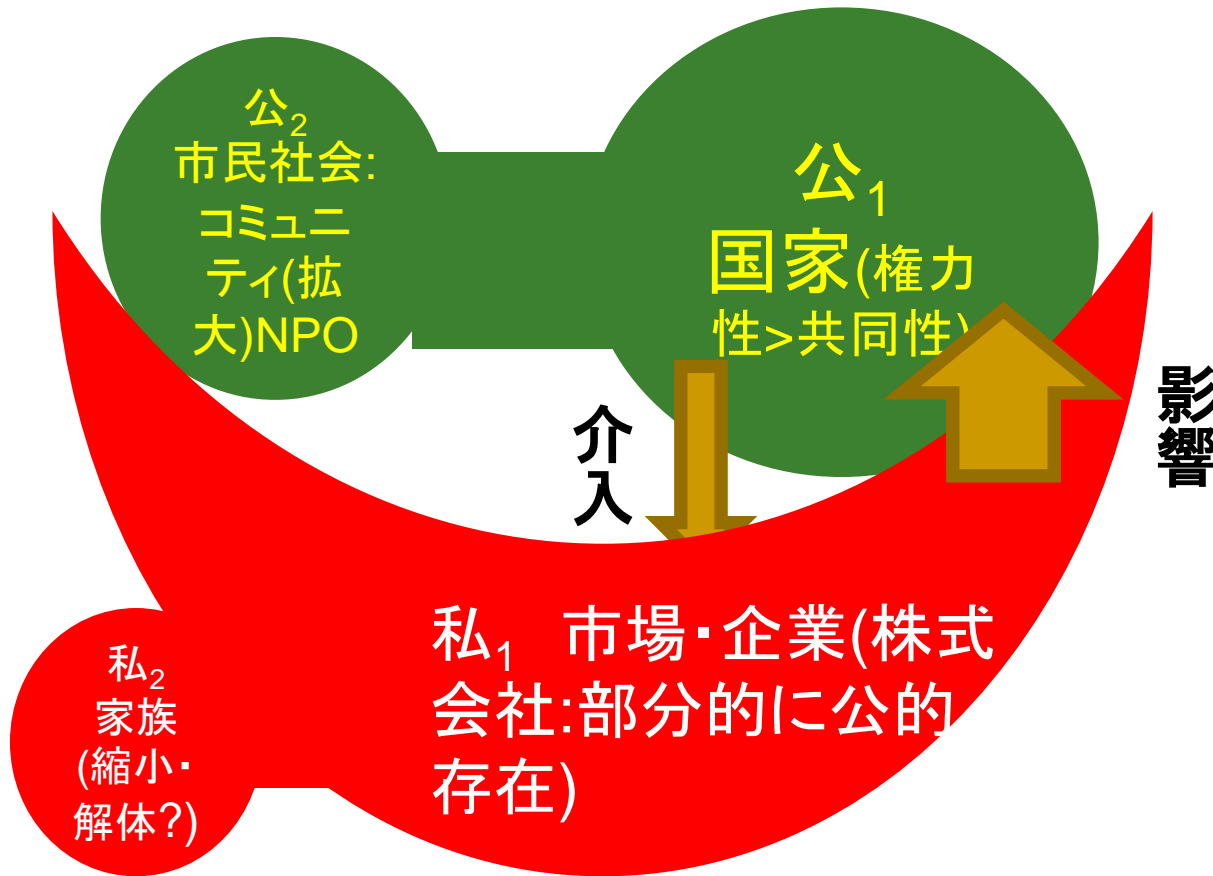 公₂
市民社会:
コミュニ
ティ(拡
大)NPO
公₁
国家(権力
性>共同性)
介入
影響
私₁　市場・企業(株式
会社:部分的に公的
存在)
私₂
家族
(縮小・
解体?)